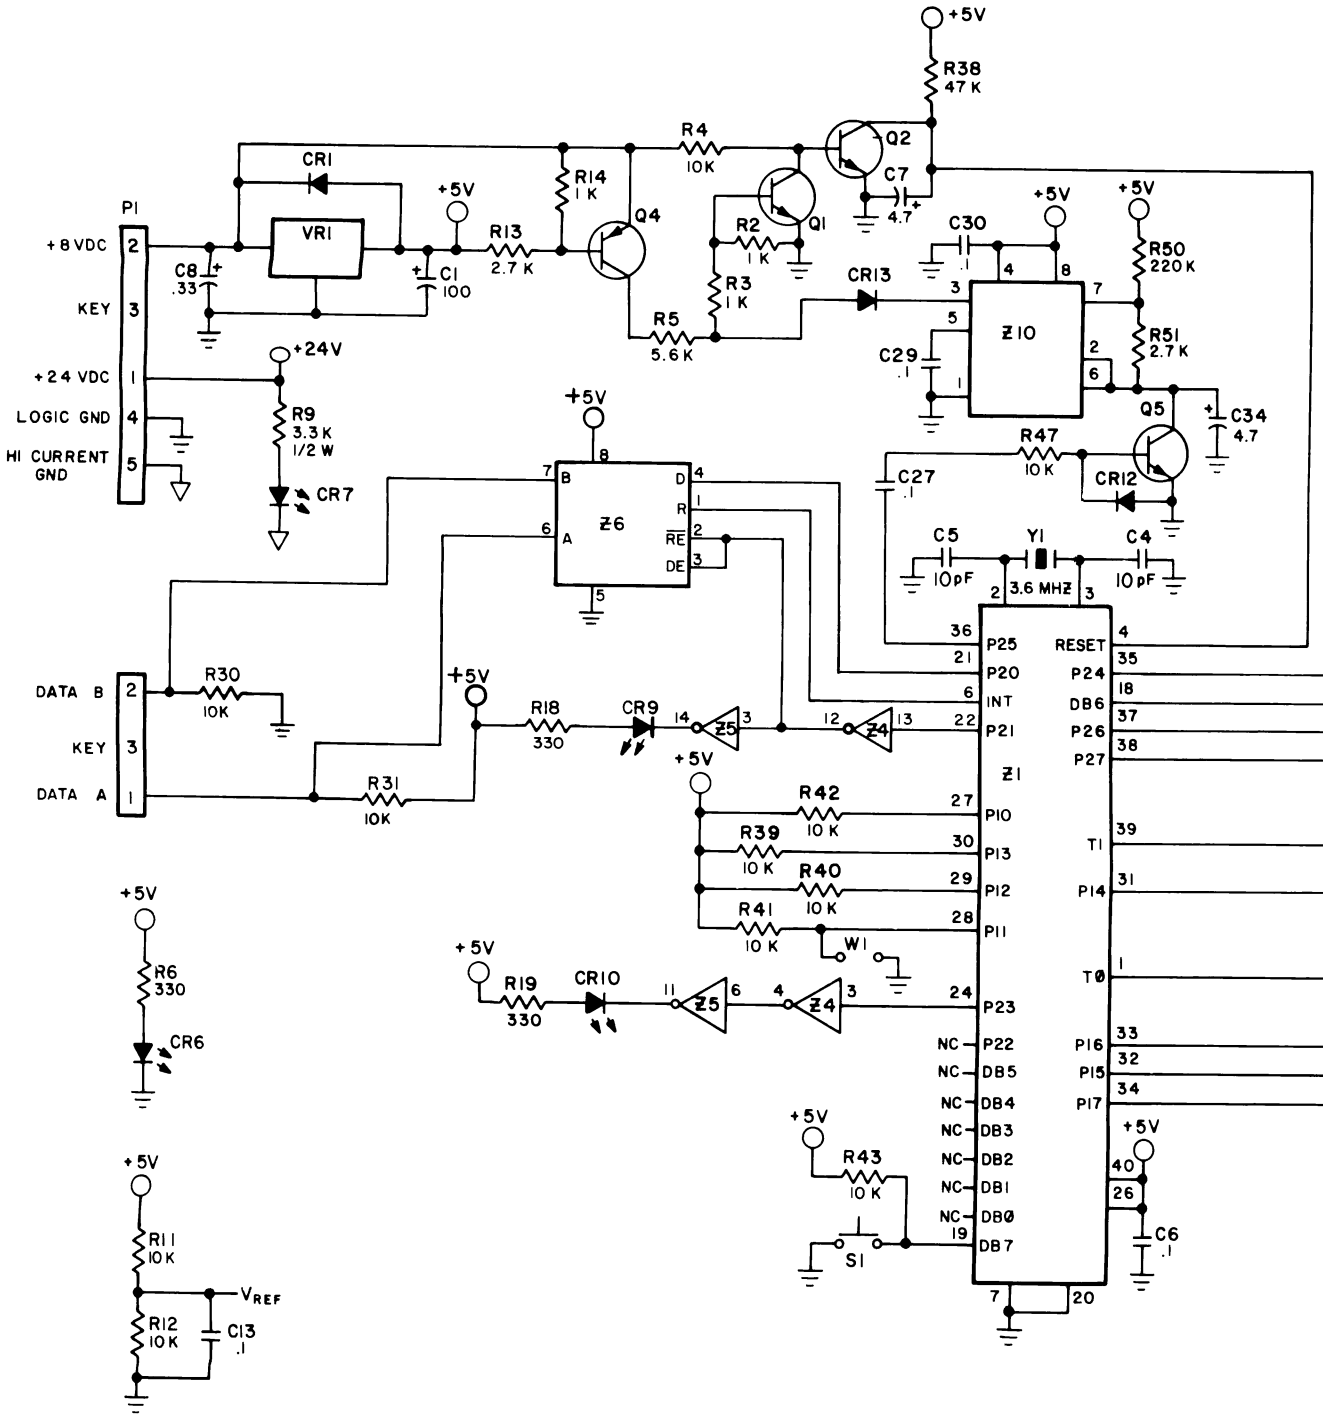 +5V
R38
47K
R4
10K
Q2
C7
4.7
+
CR1
R14
1K
Q4
+5V
P1
VR1
R13
2.7K
R2
1K
Q1
R3
1K
C30
.1
+5V
+5V
R50
220K
+8VDC
2
C8
.33
+
+
C1
100
CR13
4
8
3
7
KEY
3
R5
5.6K
5
Z10
R51
2.7K
2
6
C29
.1
1
+24V
+24VDC
1
R9
3.3K
1/2 W
LOGIC GND
4
HI CURRENT
GND
5
CR7
+5V
Q5
+
C34
4.7
R47
10K
C27
.1
CR12
8
7
B
D
4
R
1
6
A
Z6
RE
2
DE
3
5
C5
10pF
Y1
3.6 MHZ
C4
10pF
2
3
36
P25
RESET
4
21
P20
P24
35
6
INT
DB6
18
22
P21
P26
37
P27
38
Z1
DATA B
2
R30
10K
KEY
3
DATA A
1
+5V
R18
330
CR9
14
Z5
3
12
Z4
13
R31
10K
+5V
R42
10K
27
P10
R39
10K
30
P13
T1
39
R40
10K
29
P12
P14
31
R41
10K
28
P11
W1
+5V
R19
330
CR10
11
Z5
6
4
Z4
3
24
P23
T0
1
+5V
R6
330
CR6
NC
P22
P16
33
NC
DB5
P15
32
NC
DB4
P17
34
NC
DB3
NC
DB2
NC
DB1
NC
DB0
19
DB7
+5V
40
26
C6
.1
+5V
R43
10K
S1
7
20
+5V
R11
10K
VREF
R12
10K
C13
.1